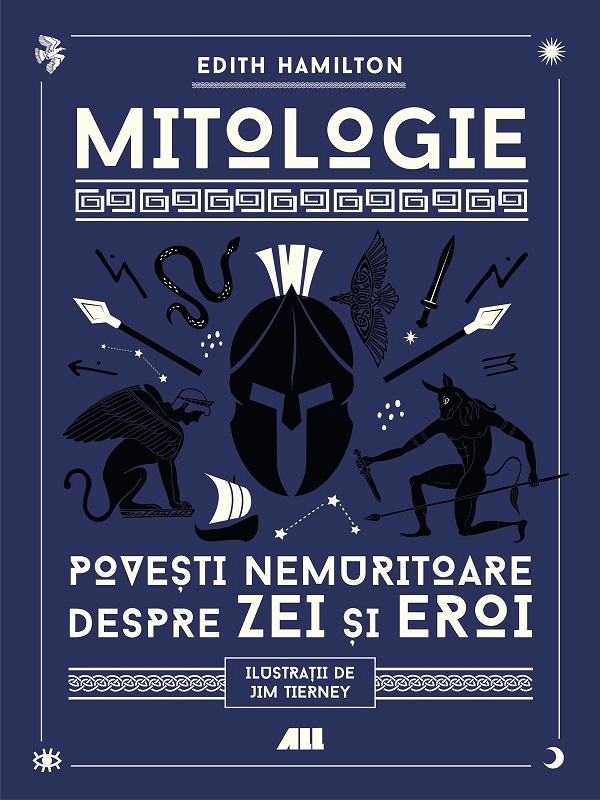 EDITH HAMILTON
MITOLOGIE
POVEȘTI NEMURITOARE
DESPRE ZEI ȘI EROI
ILUSTRAȚII DE
JIM TIERNEY
ALL